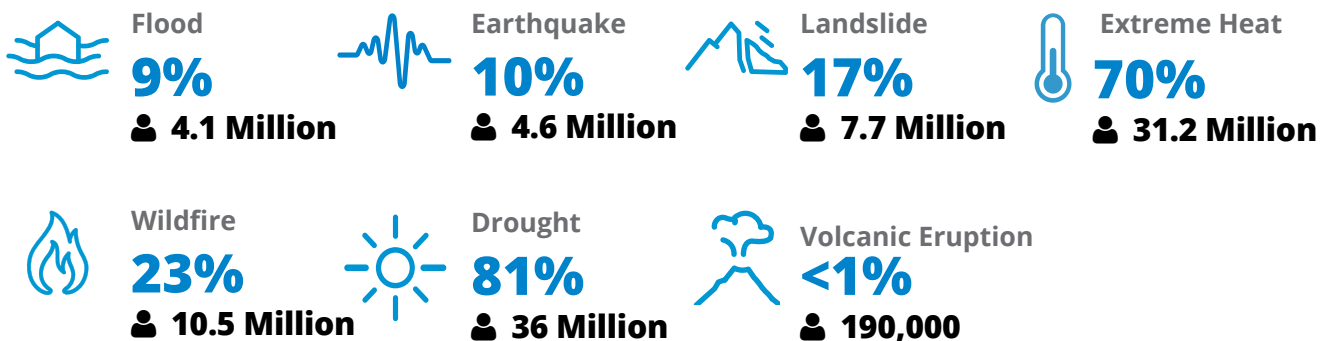 Flood
9%
4.1 Million
Earthquake
10%
4.6 Million
Landslide
17%
7.7 Million
Extreme Heat
70%
31.2 Million
Wildfire
23%
10.5 Million
Drought
81%
36 Million
Volcanic Eruption
<1%
190,000